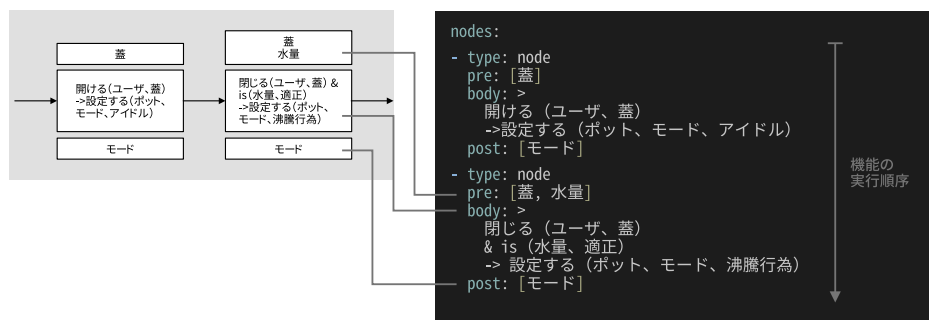 蓋
開ける(ユーザ、蓋)
->設定する(ポット、
モード、アイドル)
モード
蓋
水量
閉じる(ユーザ、蓋) &
is(水量、適正)
->設定する(ポット、
モード、沸騰行為)
モード
nodes:
- type: node
pre: [蓋]
body: >
開ける（ユーザ、蓋）
->設定する（ポット、モード、アイドル）
post: [モード]
- type: node
pre: [蓋, 水量]
body: >
閉じる（ユーザ、蓋）
& is（水量、適正）
-> 設定する（ポット、モード、沸騰行為）
post: [モード]
機能の
実行順序